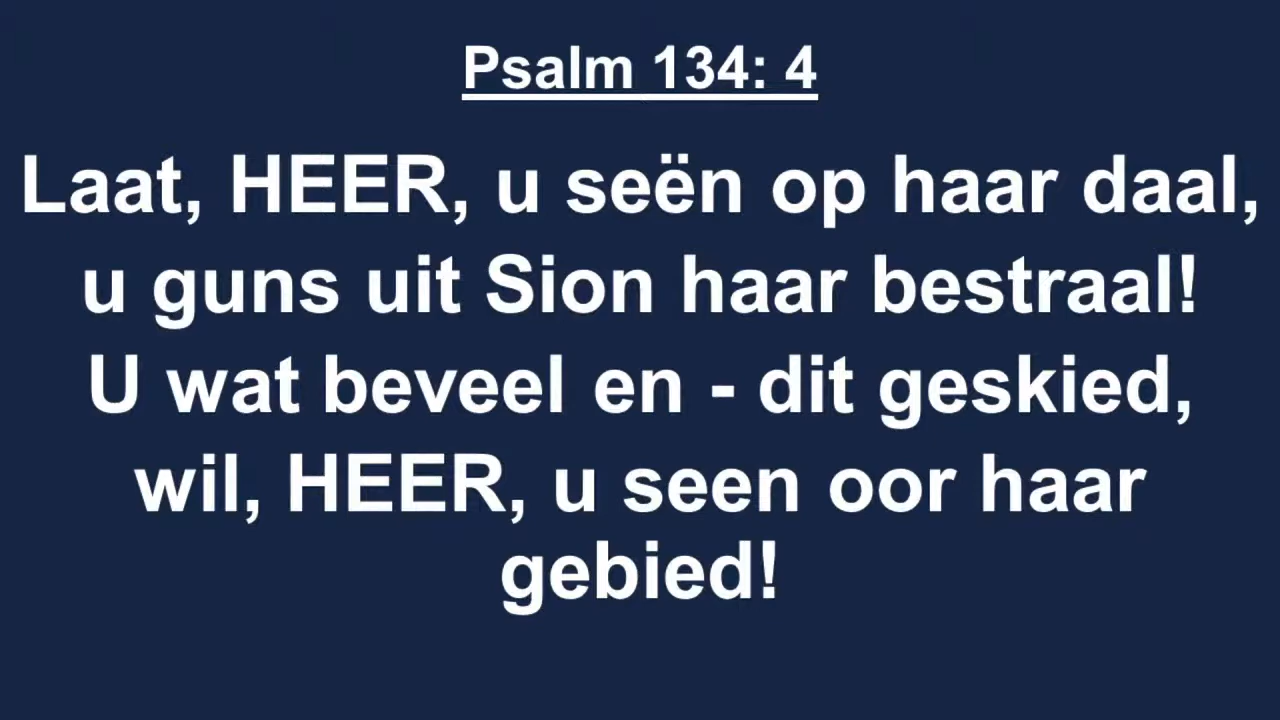 Psalm 134: 4
Laat, HEER, u seën op haar daal,
u guns uit Sion haar bestraal!
U wat beveel en - dit geskied,
wil, HEER, u seen oor haar
gebied!